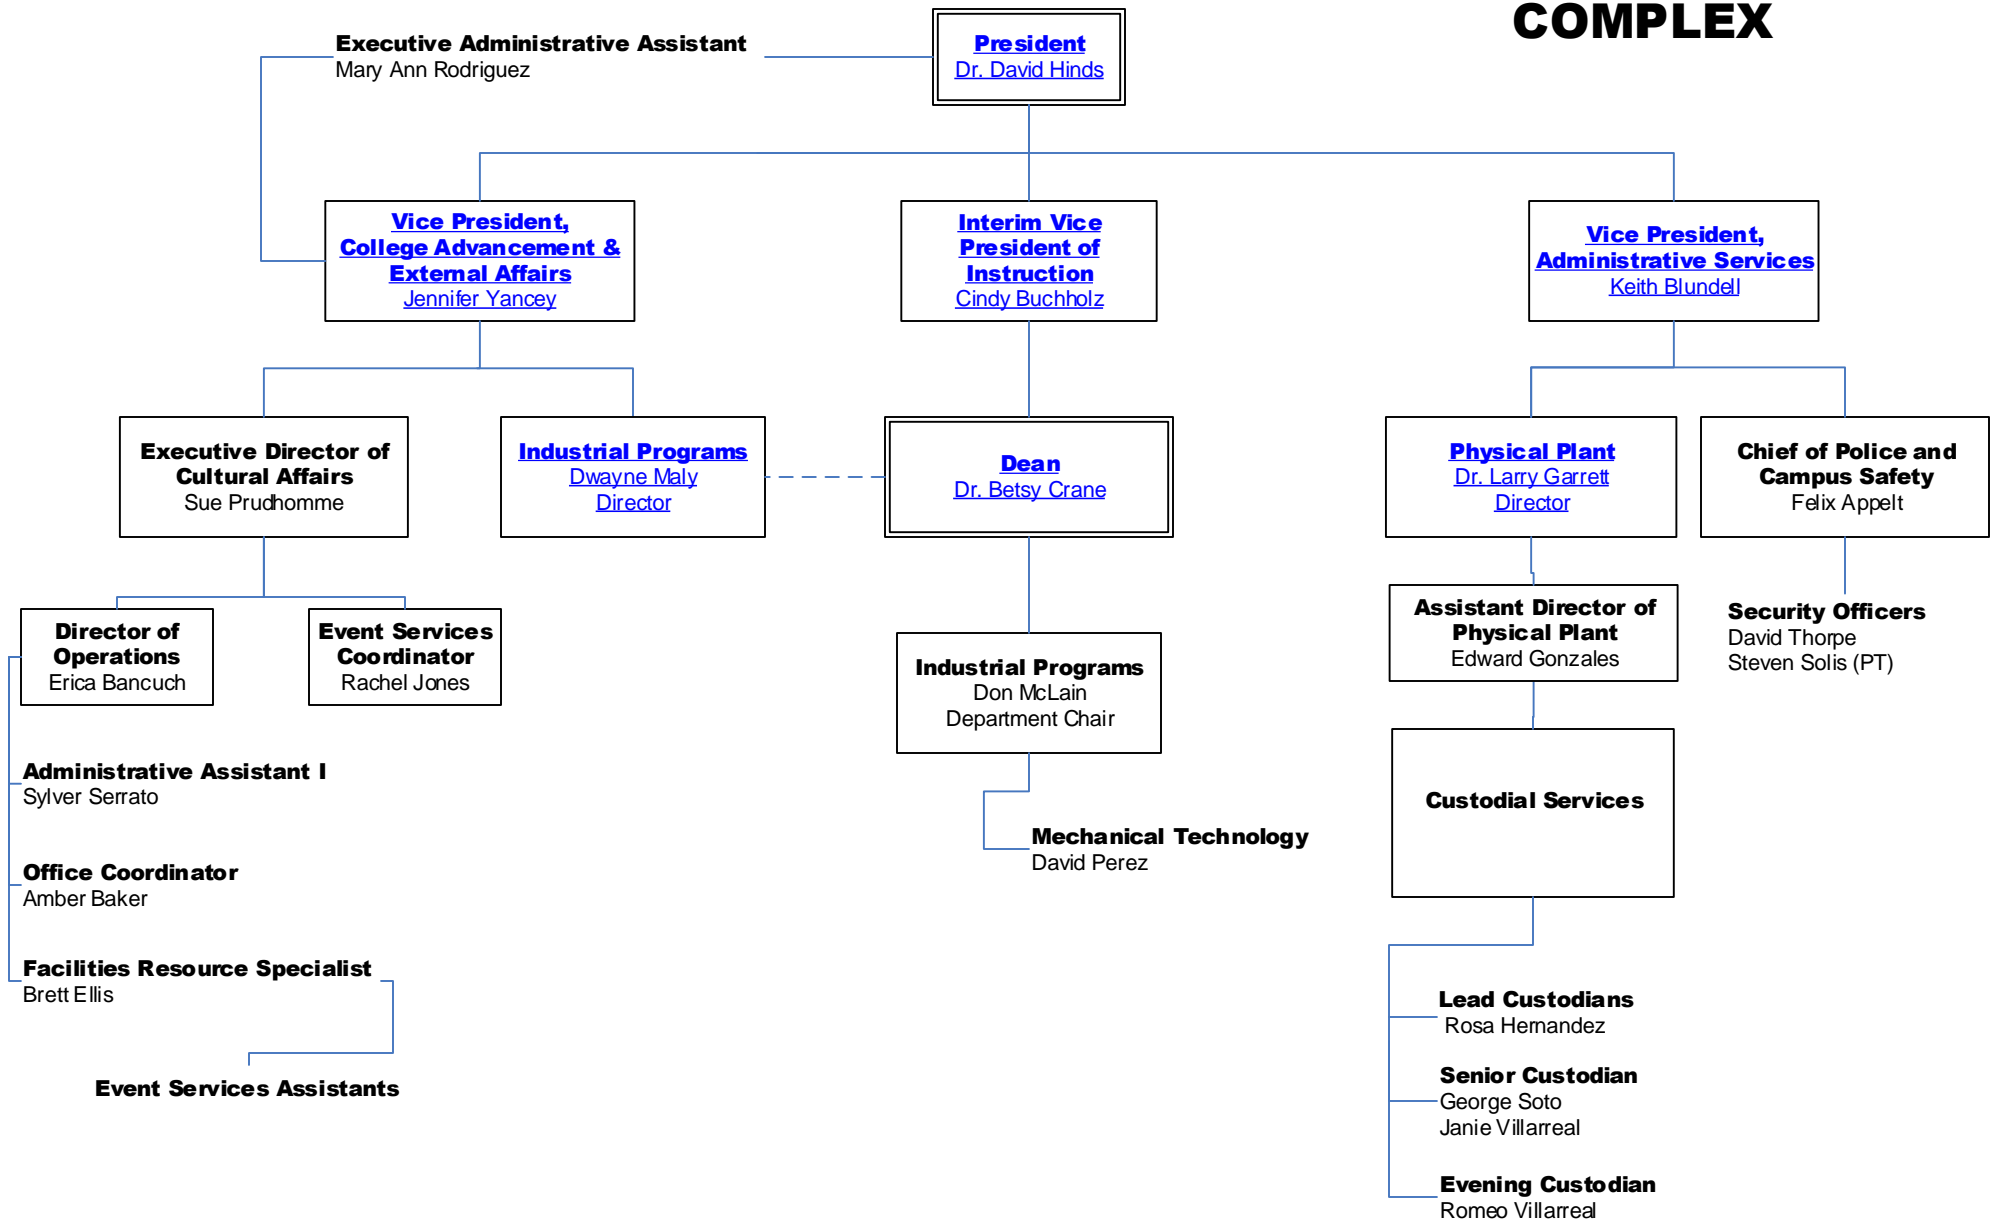 COMPLEX
Executive Administrative Assistant
Mary Ann Rodriguez
President
Dr. David Hinds
Vice President,
College Advancement &
External Affairs
Jennifer Yancey
Interim Vice
President of
Instruction
Cindy Buchholz
Vice President,
Administrative Services
Keith Blundell
Executive Director of
Cultural Affairs
Sue Prudhomme
Industrial Programs
Dwayne Maly
Director
Dean
Dr. Betsy Crane
Physical Plant
Dr. Larry Garrett
Director
Chief of Police and
Campus Safety
Felix Appelt
Director of
Operations
Erica Bancuch
Event Services
Coordinator
Rachel Jones
Industrial Programs
Don McLain
Department Chair
Assistant Director of
Physical Plant
Edward Gonzales
Security Officers
David Thorpe
Steven Solis (PT)
Administrative Assistant I
Sylver Serrato
Custodial Services
Mechanical Technology
David Perez
Office Coordinator
Amber Baker
Facilities Resource Specialist
Brett Ellis
Event Services Assistants
Lead Custodians
Rosa Hernandez
Senior Custodian
George Soto
Janie Villarreal
Evening Custodian
Romeo Villarreal